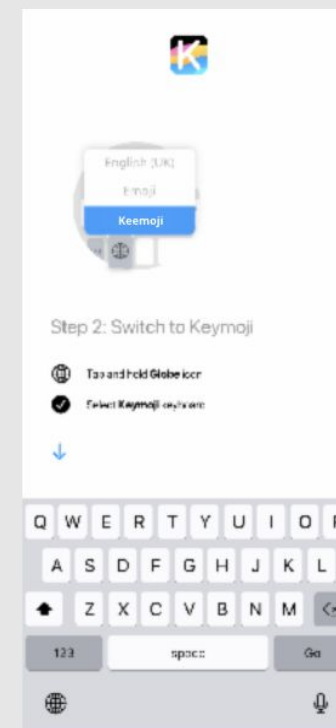 K
English (UK)
Emoji
Keemoji
Step 2: Switch to Keymoji
Tap and hold Globe icon
Select Keymoji keyboard
Q W E R T Y U I O P
A S D F G H J K L
Z X C V B N M
123 space Go